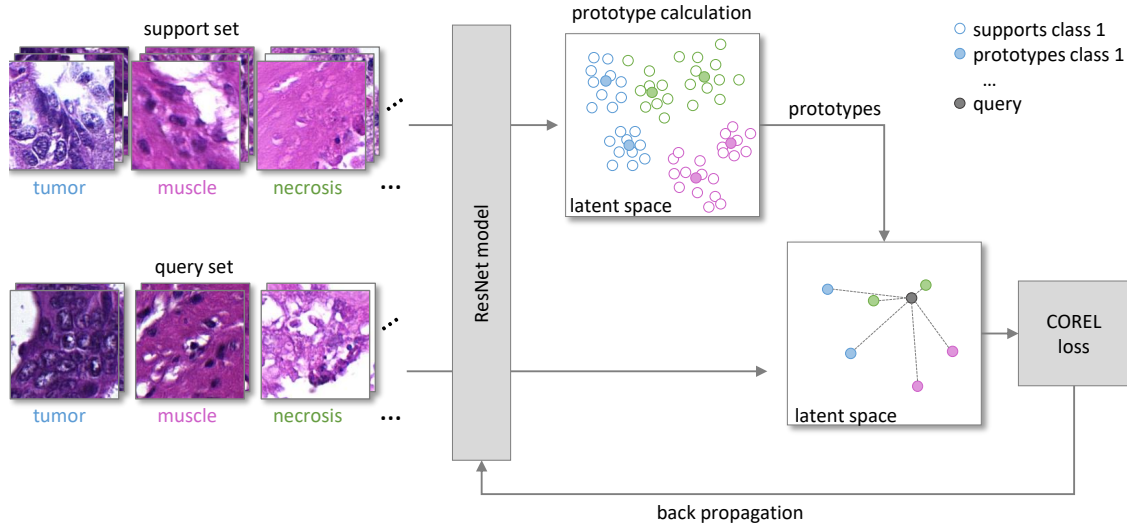 support set
tumor
muscle
necrosis
...
...
query set
tumor
muscle
necrosis
...
...
ResNet model
prototype calculation
latent space
prototypes
supports class 1
prototypes class 1
...
query
latent space
COREL
loss
back propagation